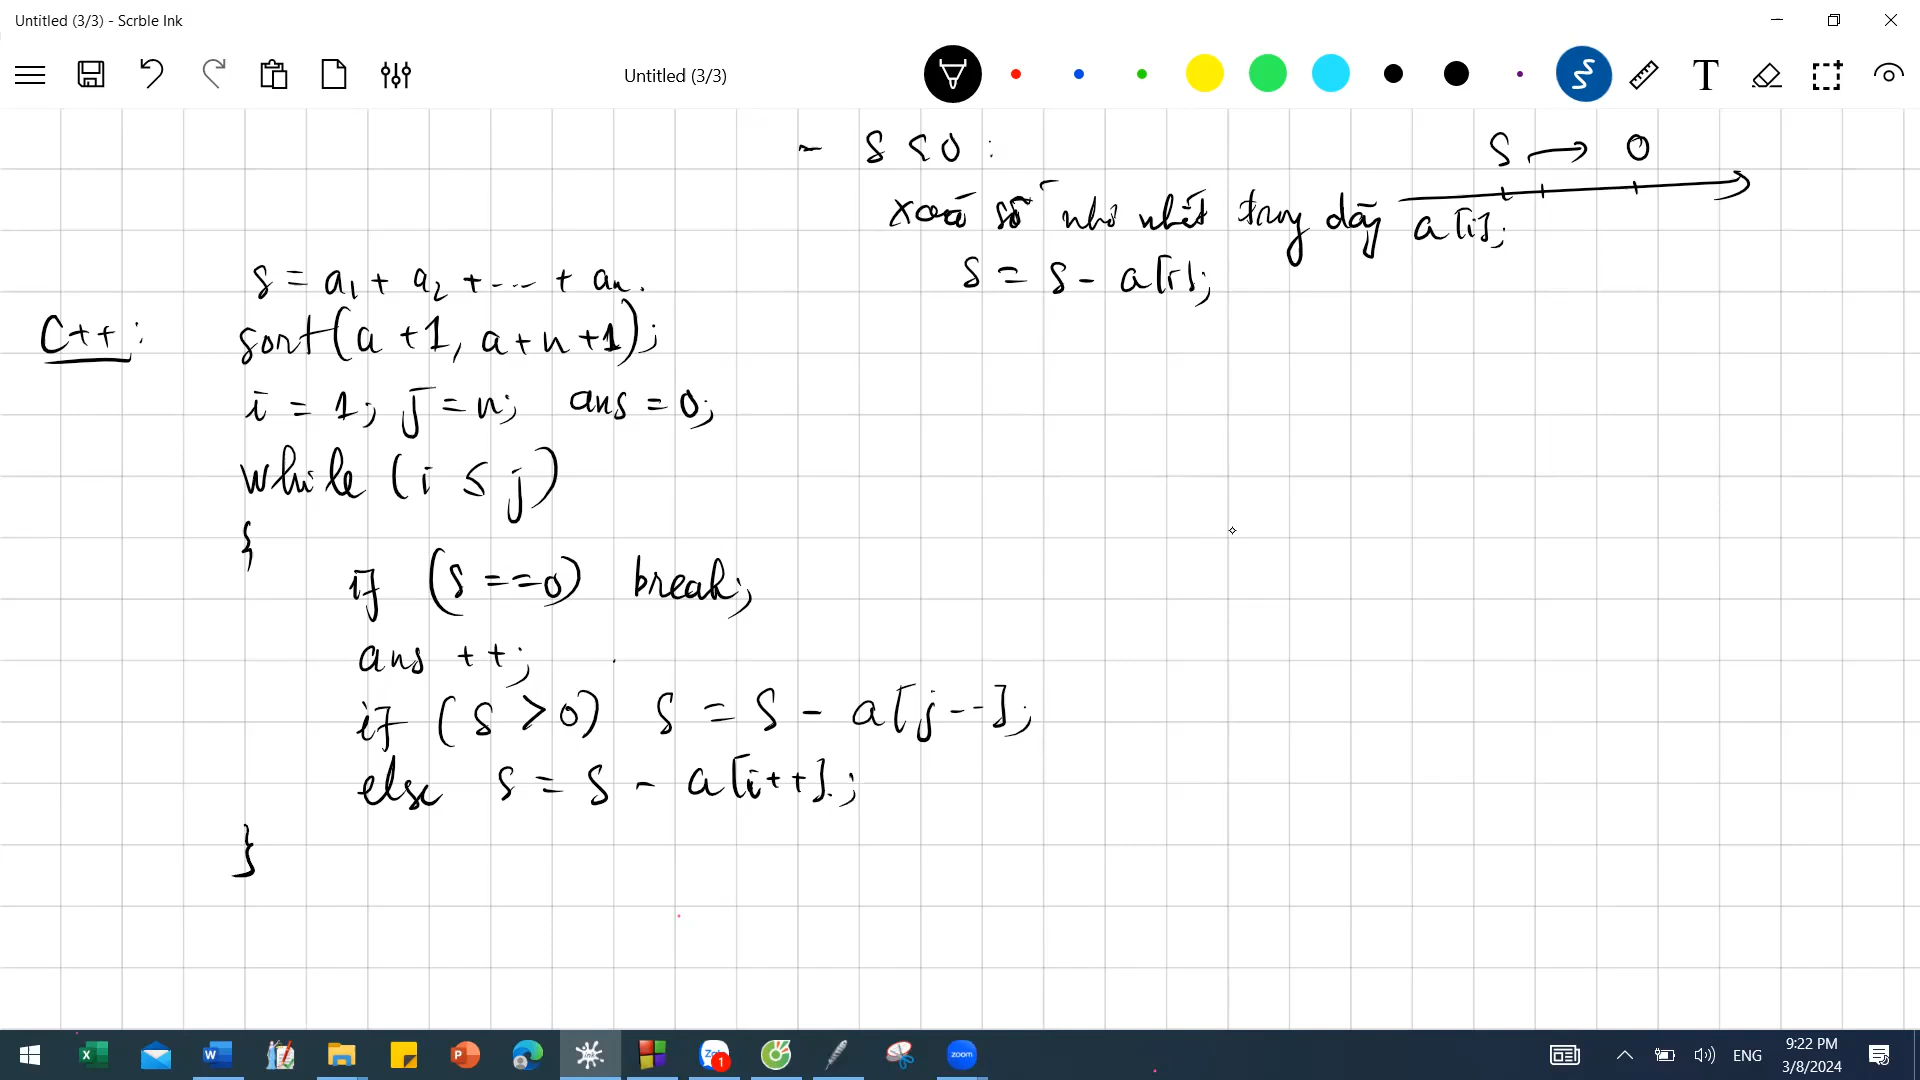 Untitled (3/3) - Scrble Ink
Untitled (3/3)
- S < 0 :
S → 0
xoá số nhỏ nhất trong dãy a[i];
S = S - a[i];
S = a1 + a2 + ... + an.
C++ :
sort(a +1, a+n+1);
i = 1; j = n; ans = 0;
while (i ≤ j)
{
if (S == 0) break;
ans ++;
if (S > 0) S = S - a[j--];
else S = S - a[i++];
}
zoom
1
ENG
9:22 PM
3/8/2024